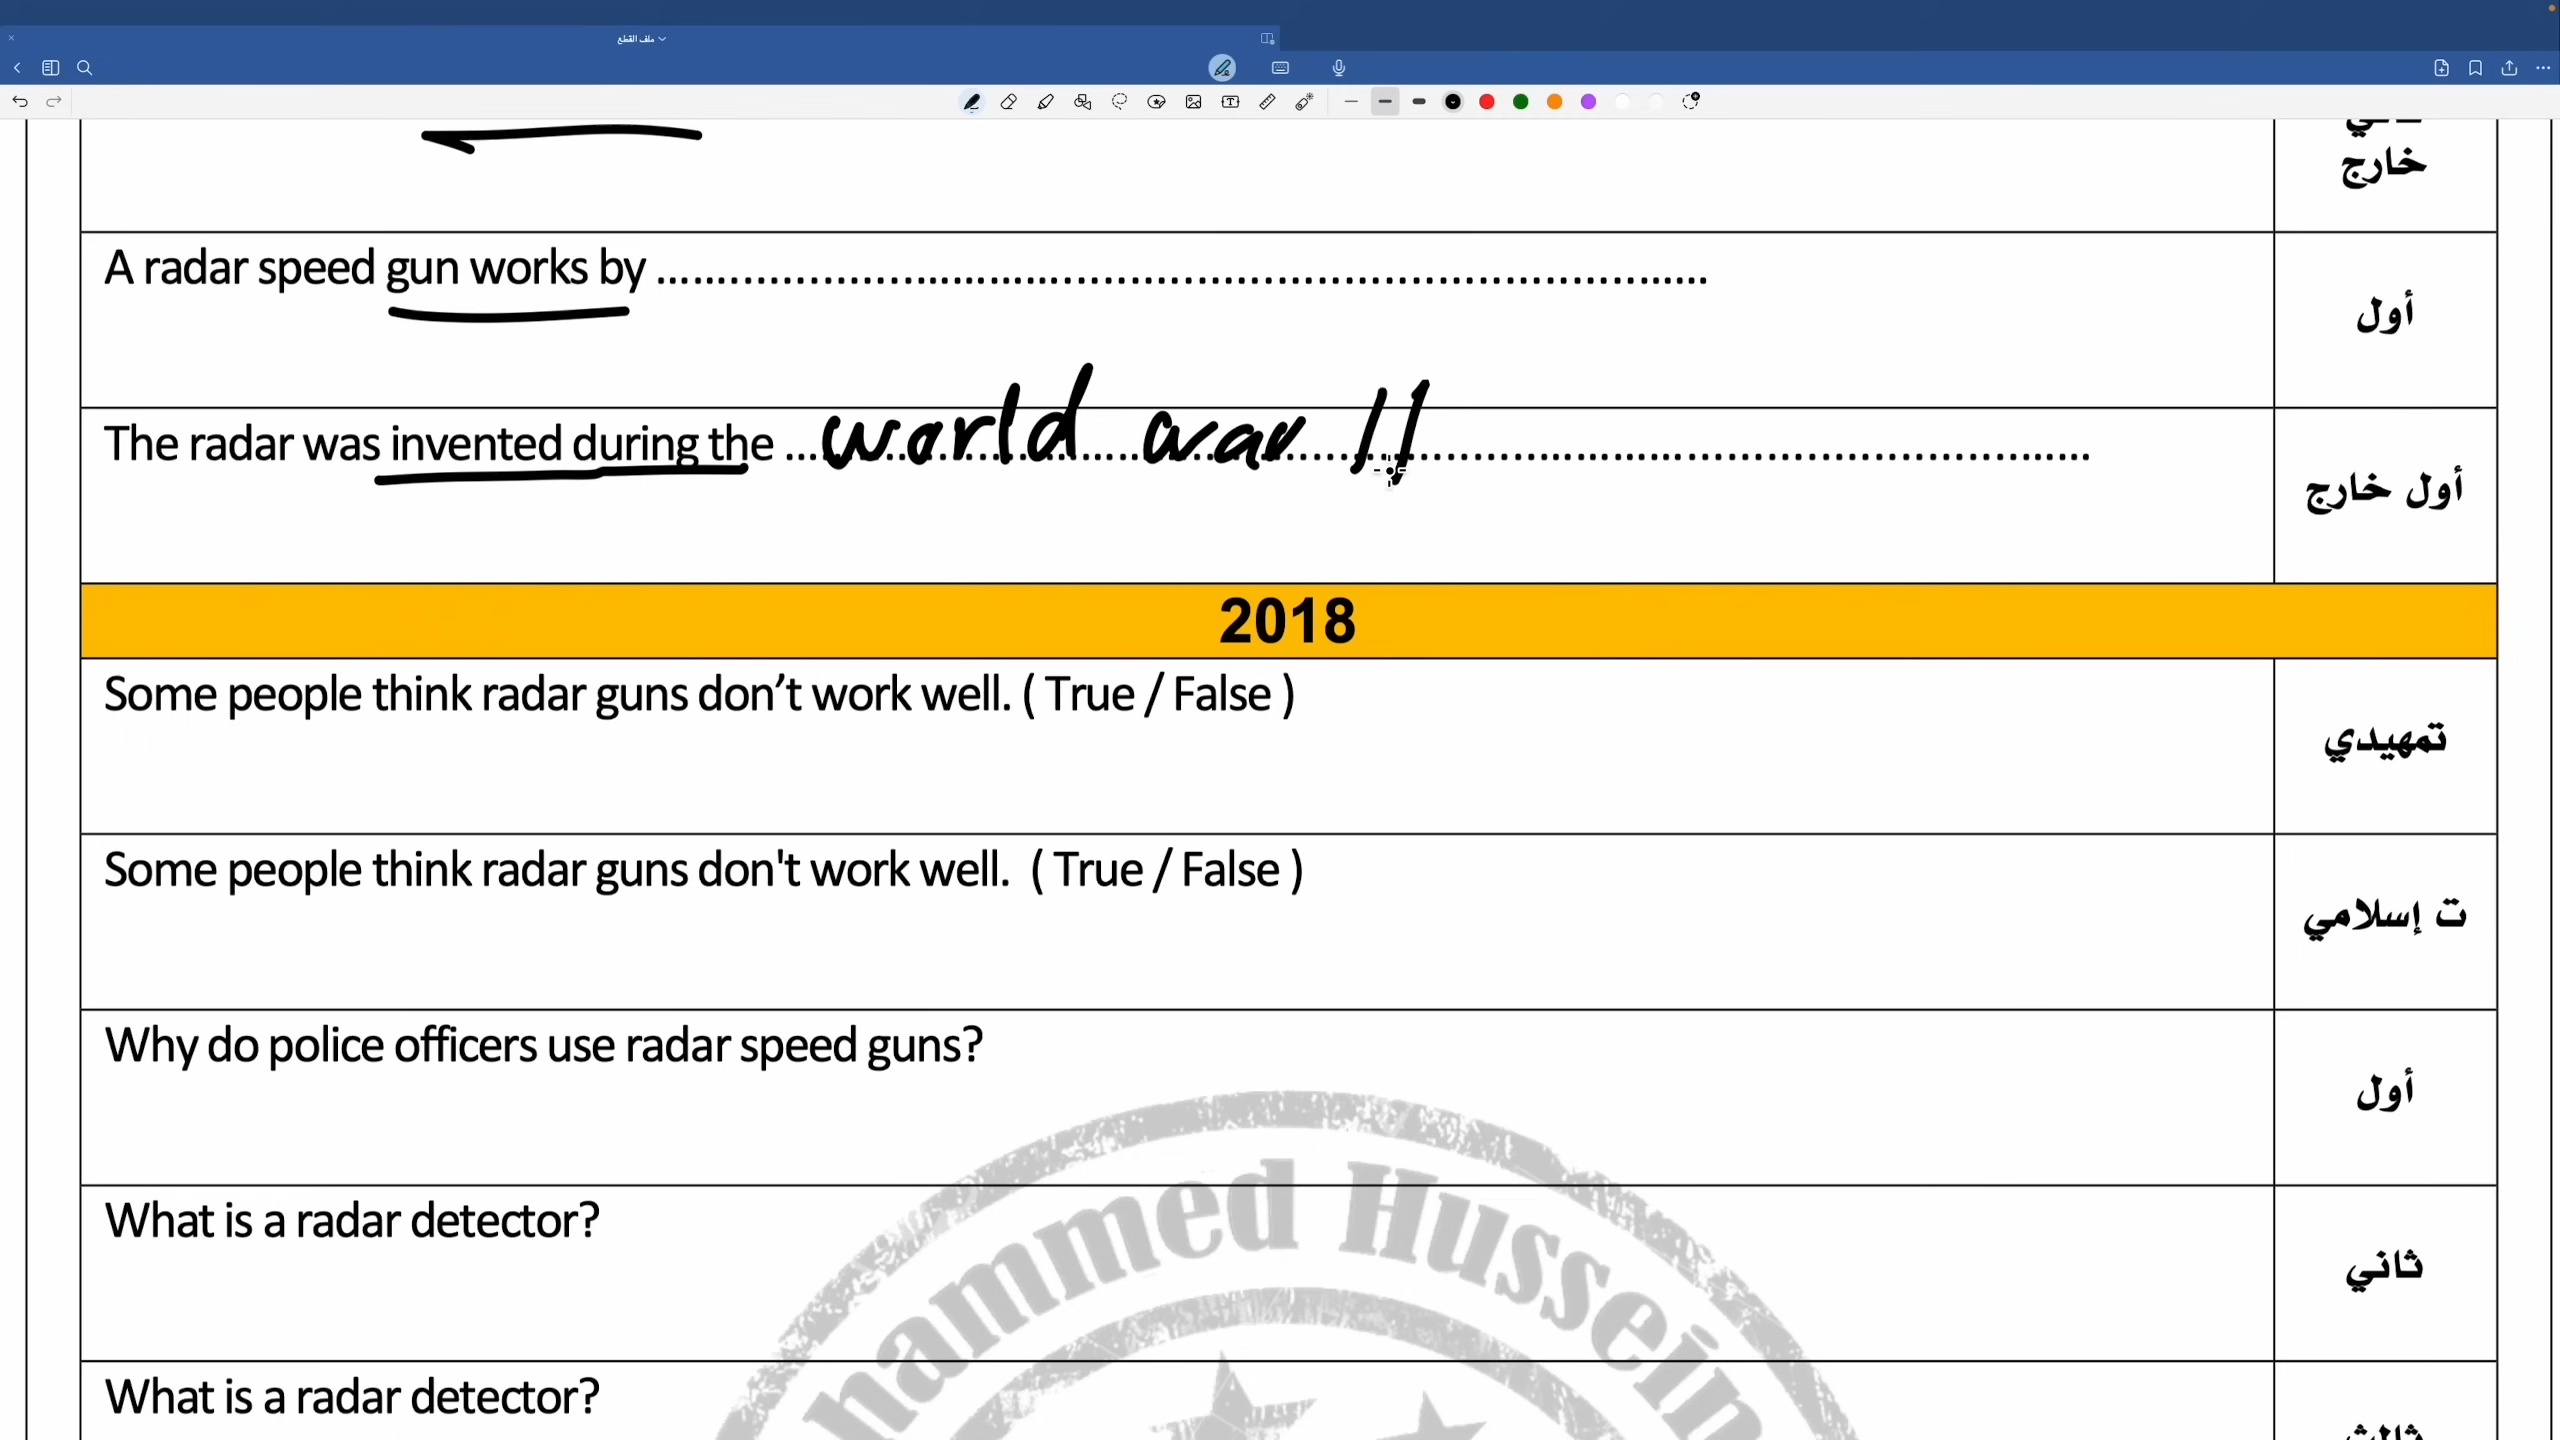 ملف القطع
خارج
A radar speed gun works by ..........
أول
The radar was invented during the .......... world war II
أول خارج
2018
Some people think radar guns don’t work well. ( True / False )
تمهيدي
Some people think radar guns don't work well. ( True / False )
ت إسلامي
Why do police officers use radar speed guns?
أول
What is a radar detector?
ثاني
What is a radar detector?
hammed Hussein